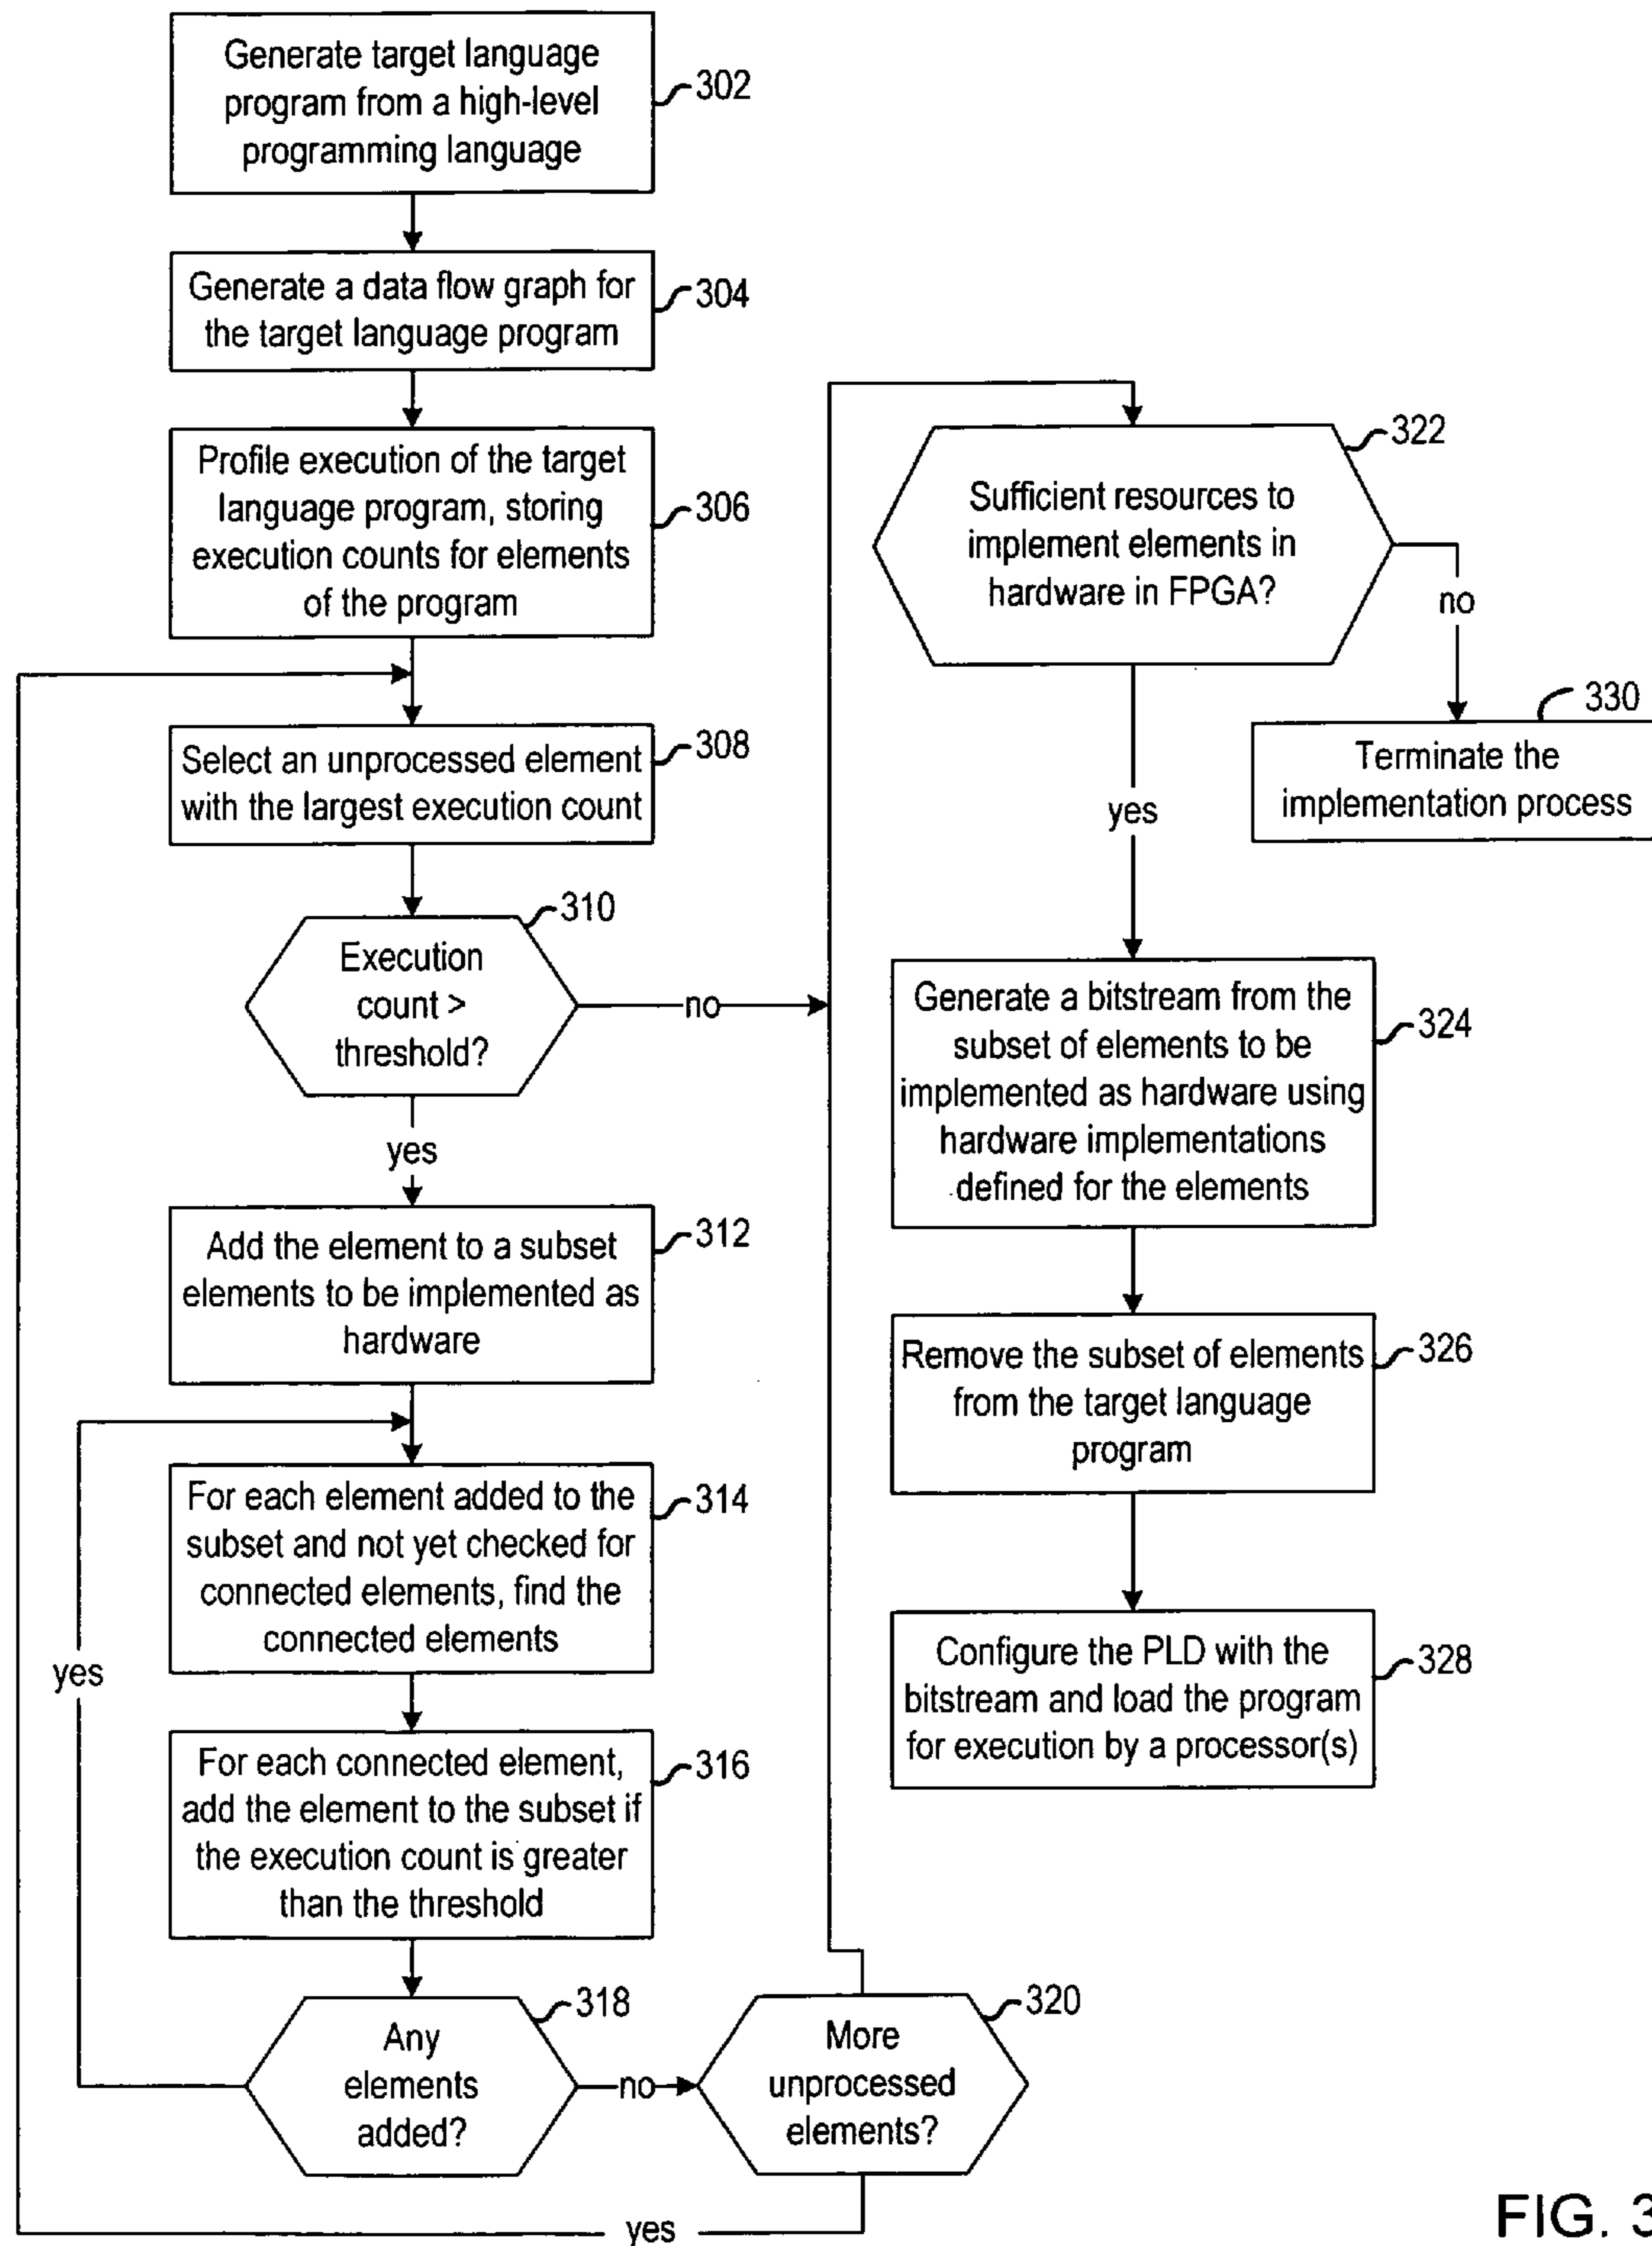 Generate target language
program from a high-level
programming language
302
Generate a data flow graph for
the target language program
304
Profile execution of the target
language program, storing
execution counts for elements
of the program
306
Select an unprocessed element
with the largest execution count
308
Execution
count >
threshold?
310
no
yes
Add the element to a subset
elements to be implemented as
hardware
312
For each element added to the
subset and not yet checked for
connected elements, find the
connected elements
314
yes
For each connected element,
add the element to the subset if
the execution count is greater
than the threshold
316
Any
elements
added?
318
no
More
unprocessed
elements?
320
yes
Sufficient resources to
implement elements in
hardware in FPGA?
322
no
Terminate the
implementation process
330
yes
Generate a bitstream from the
subset of elements to be
implemented as hardware using
hardware implementations
defined for the elements
324
Remove the subset of elements
from the target language
program
326
Configure the PLD with the
bitstream and load the program
for execution by a processor(s)
328
FIG. 3